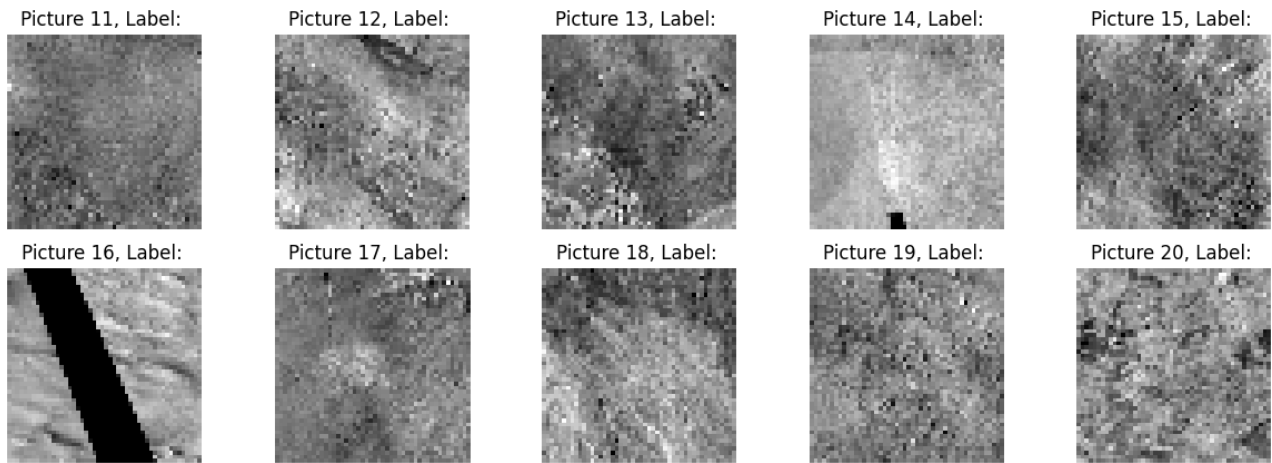 Picture 11, Label:
Picture 12, Label:
Picture 13, Label:
Picture 14, Label:
Picture 15, Label:
Picture 16, Label:
Picture 17, Label:
Picture 18, Label:
Picture 19, Label:
Picture 20, Label: